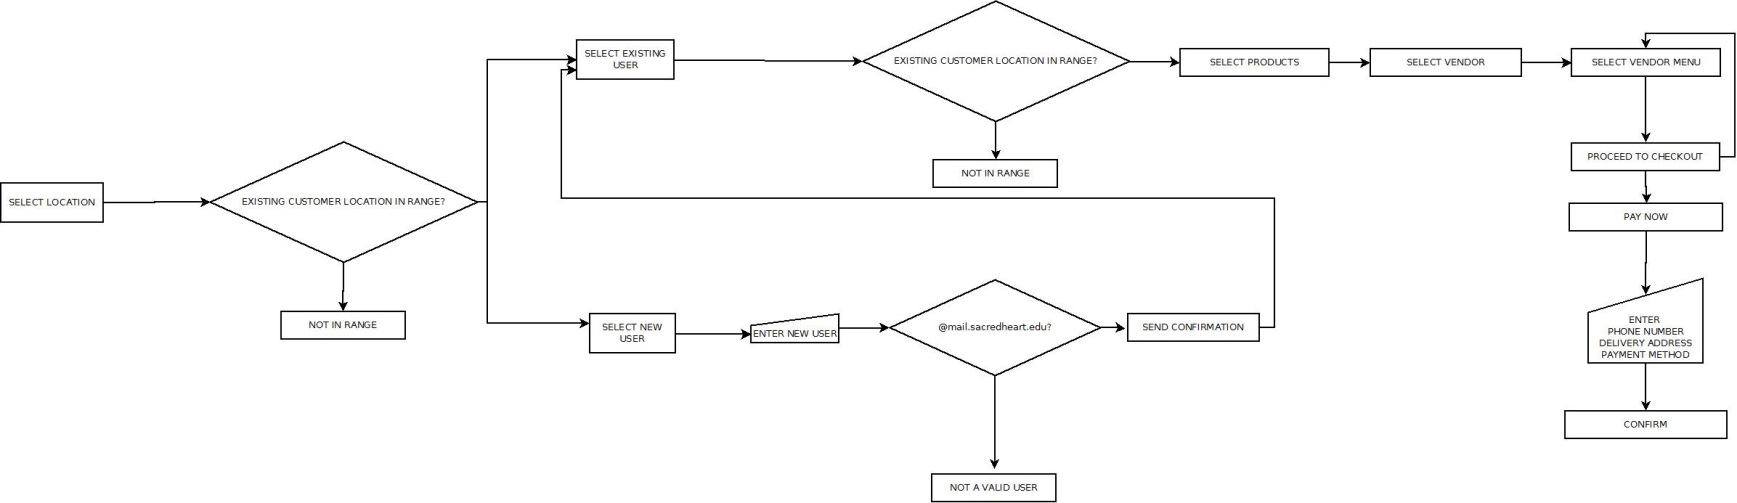 SELECT LOCATION
EXISTING CUSTOMER LOCATION IN RANGE?
NOT IN RANGE
SELECT EXISTING
USER
EXISTING CUSTOMER LOCATION IN RANGE?
NOT IN RANGE
SELECT PRODUCTS
SELECT VENDOR
SELECT VENDOR MENU
PROCEED TO CHECKOUT
PAY NOW
ENTER
PHONE NUMBER
DELIVERY ADDRESS
PAYMENT METHOD
CONFIRM
SELECT NEW
USER
ENTER NEW USER
@mail.sacredheart.edu?
SEND CONFIRMATION
NOT A VALID USER